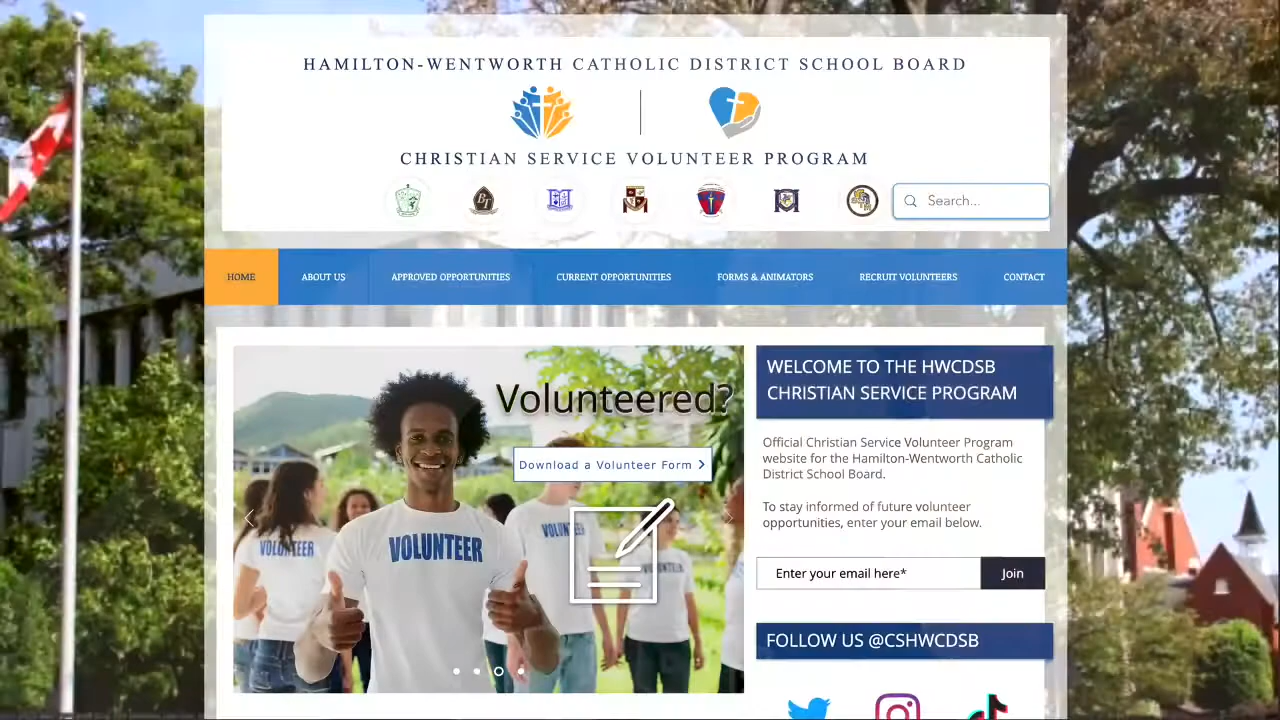 HAMILTON-WENTWORTH CATHOLIC DISTRICT SCHOOL BOARD
CHRISTIAN SERVICE VOLUNTEER PROGRAM
Search...
HOME
ABOUT US
APPROVED OPPORTUNITIES
CURRENT OPPORTUNITIES
FORMS & ANIMATORS
RECRUIT VOLUNTEERS
CONTACT
Volunteered?
Download a Volunteer Form
VOLUNTEER
VOLUNTEER
VOLUNTEER
VOLUNTEER
WELCOME TO THE HWCDSB
CHRISTIAN SERVICE PROGRAM
Official Christian Service Volunteer Program
website for the Hamilton-Wentworth Catholic
District School Board.
To stay informed of future volunteer
opportunities, enter your email below.
Enter your email here*
Join
FOLLOW US @CSHWCDSB